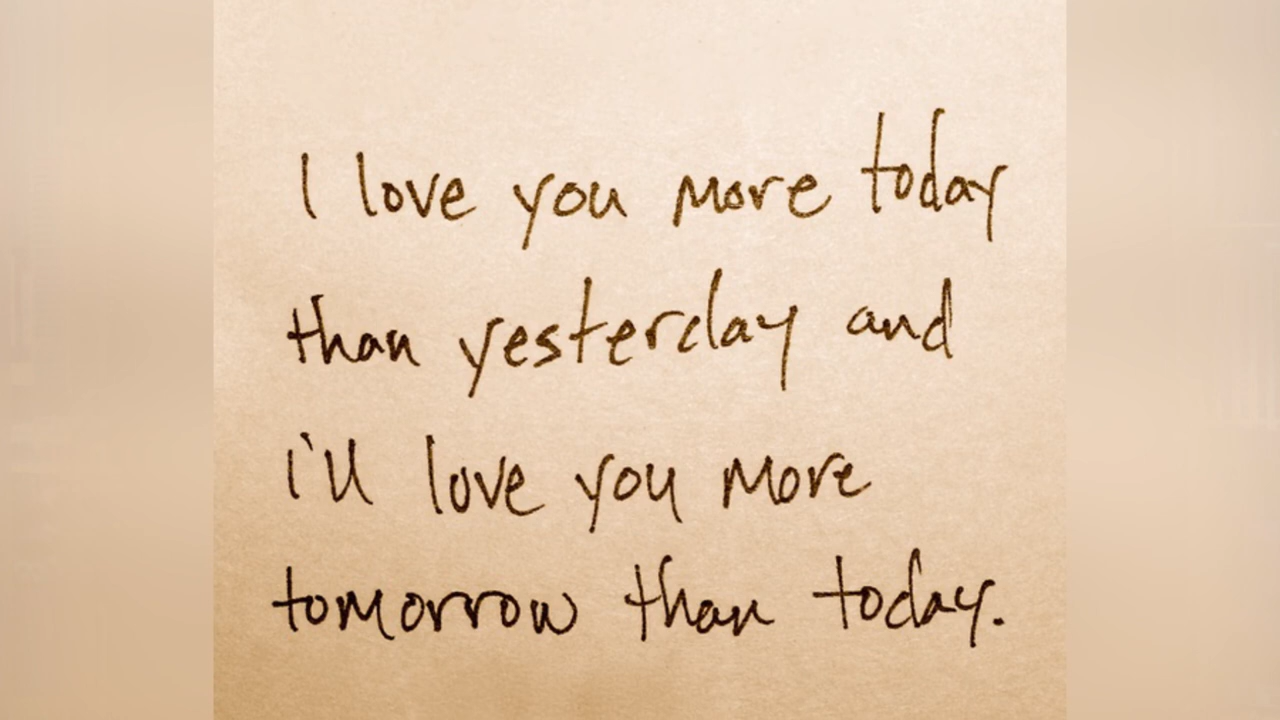 I love you more today
than yesterday and
i'll love you more
tomorrow than today.